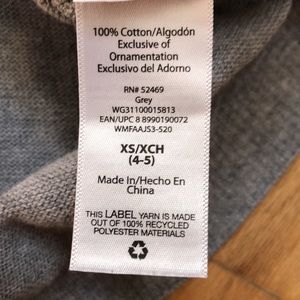 100% Cotton/Algodón
Exclusive of
Ornamentation
Exclusivo del Adorno
RN# 52469
Grey
WG31100015813
EAN/UPC 8 8990190072
WMFAAJS3-520
XS/XCH
(4-5)
Made In/Hecho En
China
THIS LABEL YARN IS MADE
OUT OF 100% RECYCLED
POLYESTER MATERIALS